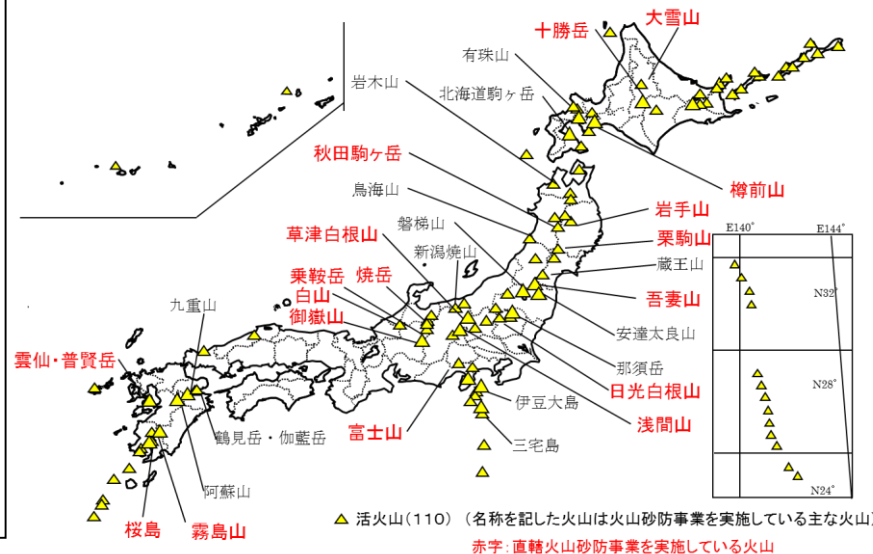 大雪山
十勝岳
有珠山
岩木山
北海道駒ヶ岳
秋田駒ヶ岳
樽前山
鳥海山
岩手山
磐梯山
草津白根山
栗駒山
新潟焼山
蔵王山
乗鞍岳 焼岳
白山
九重山
御嶽山
吾妻山
安達太良山
雲仙・普賢岳
那須岳
日光白根山
伊豆大島
富士山
浅間山
鶴見岳・伽藍岳
三宅島
阿蘇山
桜島
霧島山
E140°
E144°
N32°
N28°
N24°
活火山(110) (名称を記した火山は火山砂防事業を実施している主な火山)
赤字:直轄火山砂防事業を実施している火山